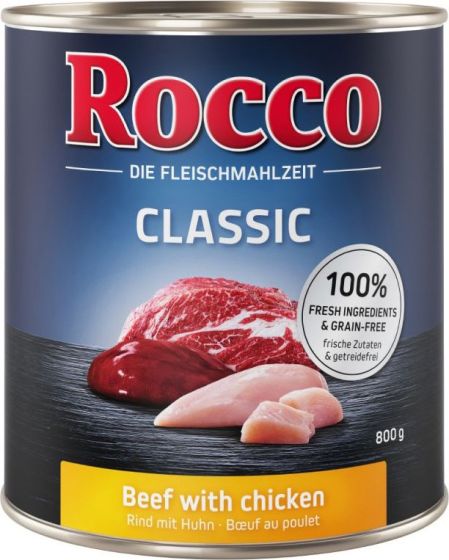 Rocco
DIE FLEISCHMAHLZEIT
CLASSIC
100%
FRESH INGREDIENTS
& GRAIN-FREE
frische Zutaten
& getreidefrei
800 g
Beef with chicken
Rind mit Huhn · Bœuf au poulet